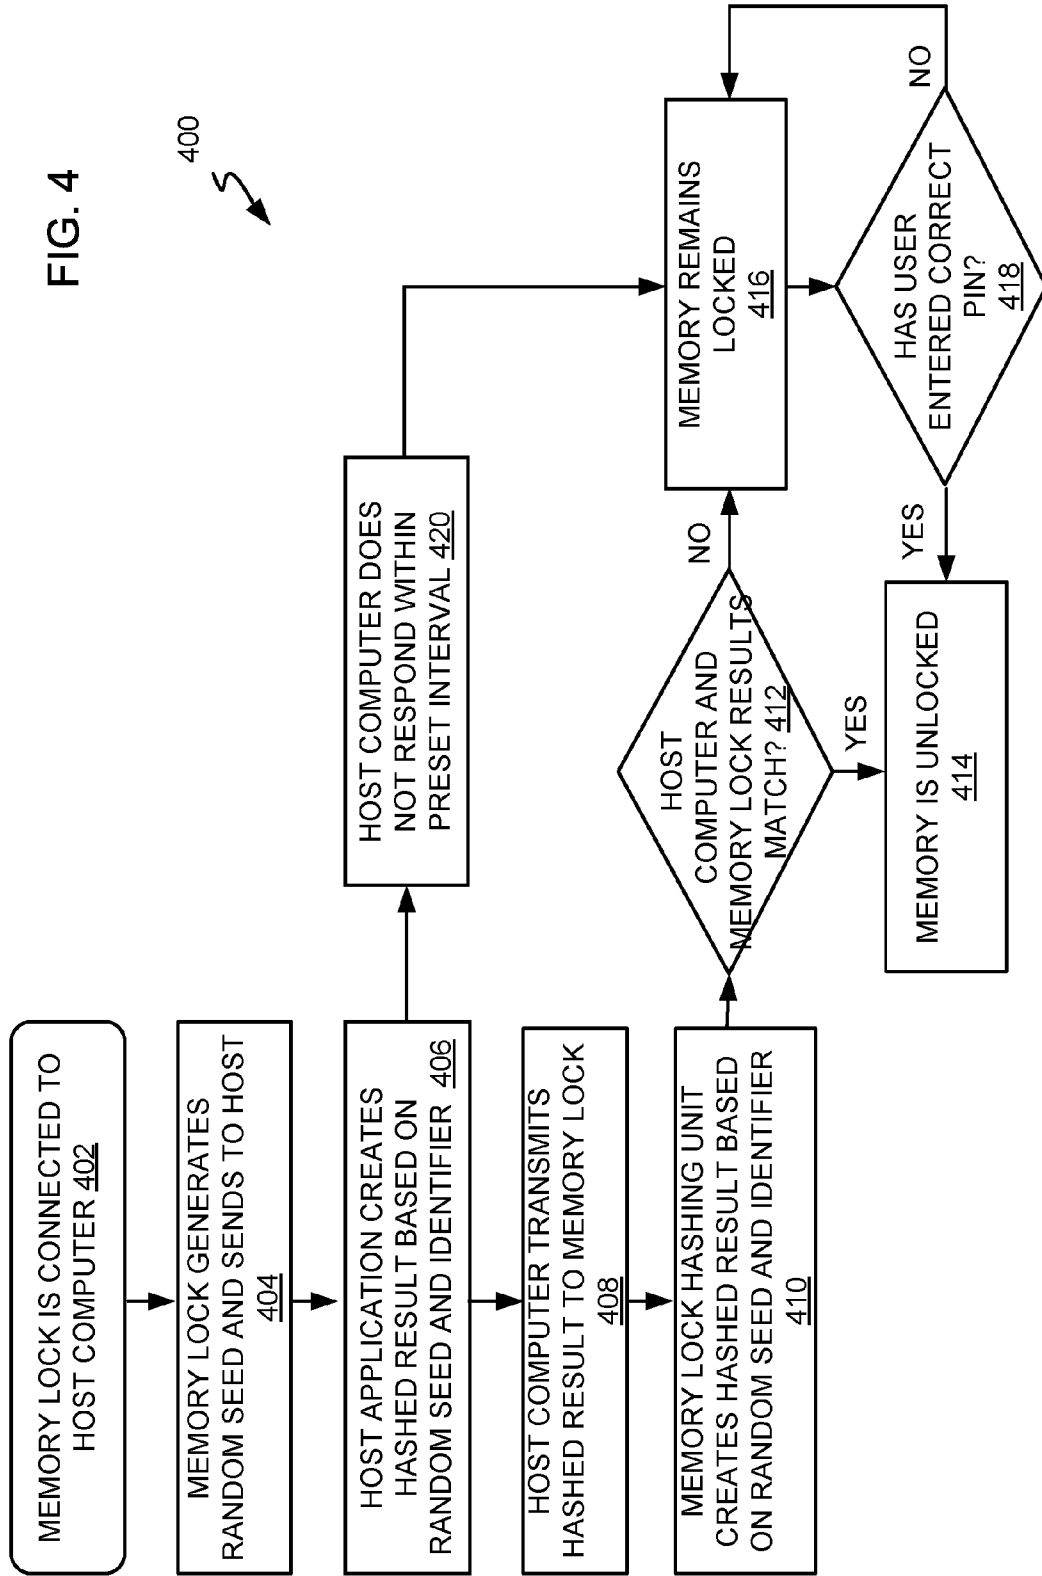 FIG. 4
400
MEMORY LOCK IS CONNECTED TO
HOST COMPUTER 402
MEMORY LOCK GENERATES
RANDOM SEED AND SENDS TO HOST
404
HOST APPLICATION CREATES
HASHED RESULT BASED ON
RANDOM SEED AND IDENTIFIER 406
HOST COMPUTER DOES
NOT RESPOND WITHIN
PRESET INTERVAL 420
HOST COMPUTER TRANSMITS
HASHED RESULT TO MEMORY LOCK
408
MEMORY LOCK HASHING UNIT
CREATES HASHED RESULT BASED
ON RANDOM SEED AND IDENTIFIER
410
HOST
COMPUTER AND
MEMORY LOCK RESULTS
MATCH? 412
NO
YES
MEMORY REMAINS
LOCKED
416
MEMORY IS UNLOCKED
414
HAS USER
ENTERED CORRECT
PIN?
418
YES
NO